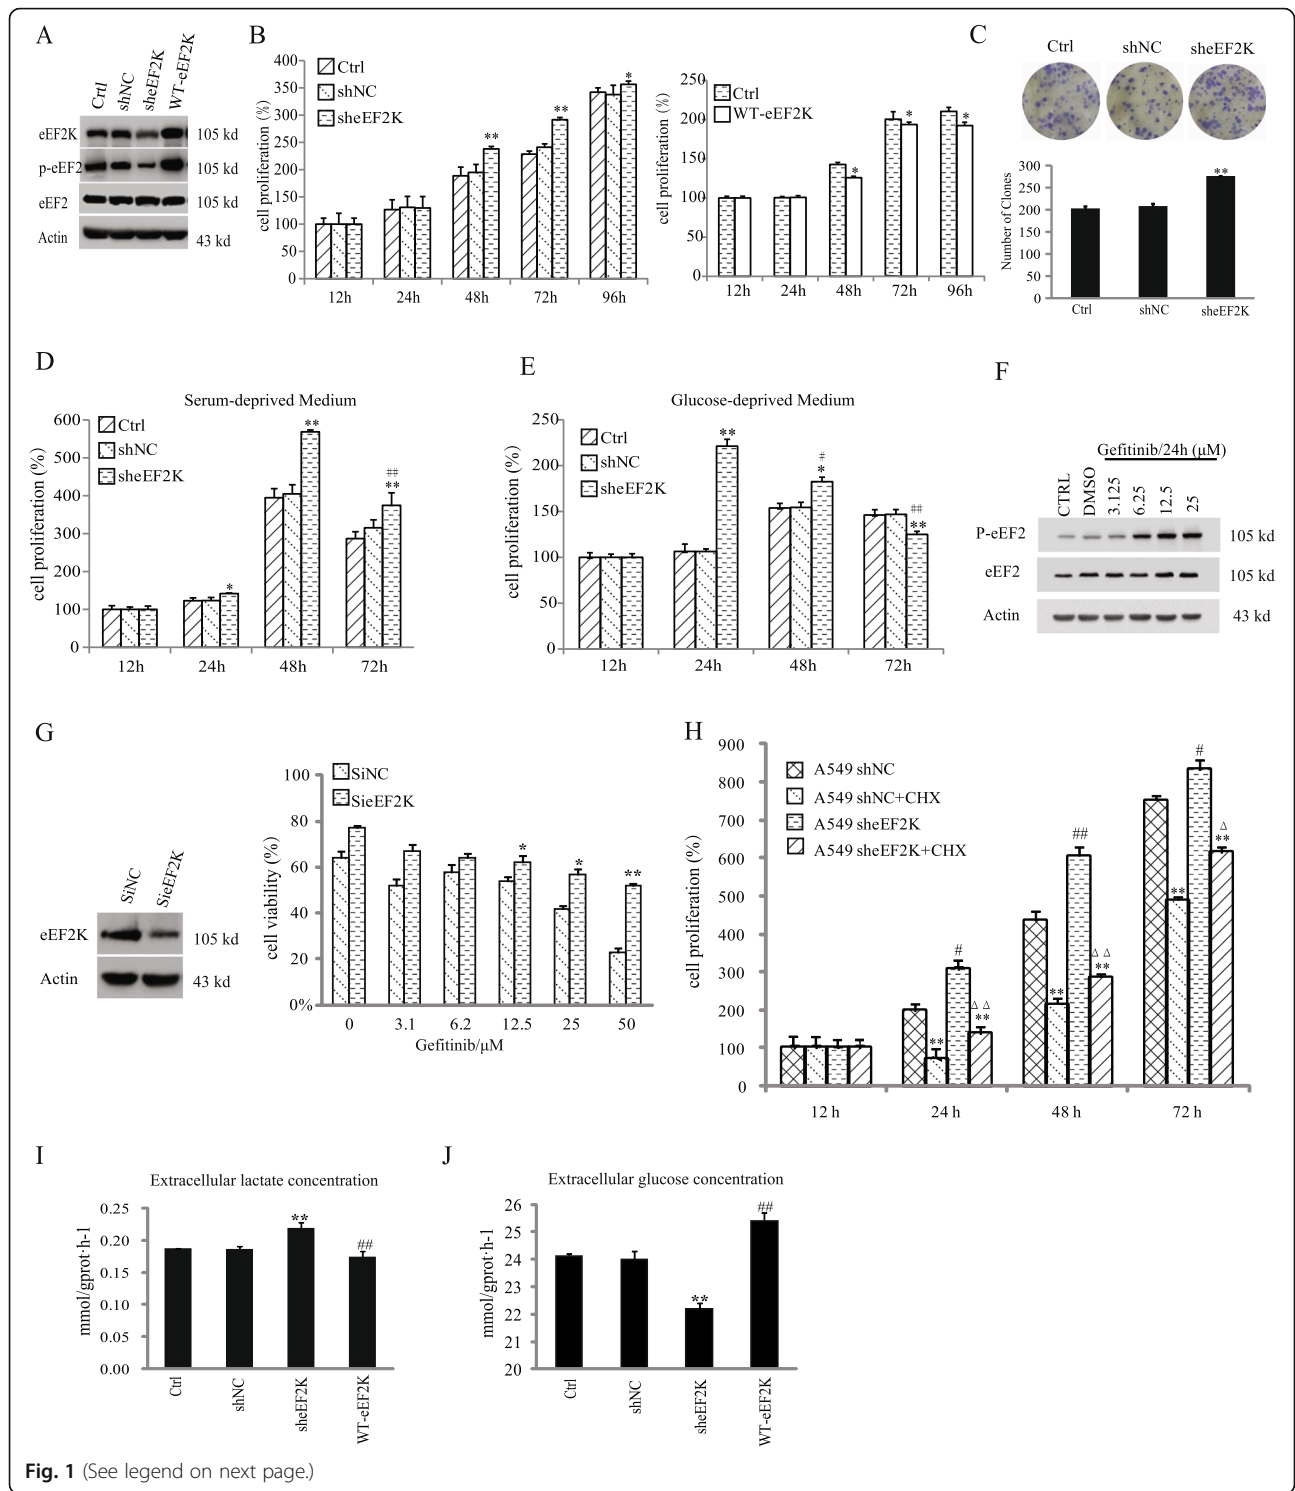 A
Crtl
shNC
sheEF2K
WT-eEF2K
eEF2K
105 kd
p-eEF2
105 kd
eEF2
105 kd
Actin
43 kd
B
cell proliferation (%)
400
350
300
250
200
150
100
50
0
Ctrl
shNC
sheEF2K
**
**
*
12h
24h
48h
72h
96h
cell proliferation (%)
250
200
150
100
50
0
Ctrl
WT-eEF2K
*
*
*
12h
24h
48h
72h
96h
C
Ctrl
shNC
sheEF2K
Number of Clones
300
250
200
150
100
50
0
**
Ctrl
shNC
sheEF2K
D
Serum-deprived Medium
cell proliferation (%)
600
500
400
300
200
100
0
Ctrl
shNC
sheEF2K
*
**
##
**
12h
24h
48h
72h
E
Glucose-deprived Medium
cell proliferation (%)
250
200
150
100
50
0
Ctrl
shNC
sheEF2K
**
#
*
##
**
12h
24h
48h
72h
F
Gefitinib/24h (μM)
CTRL
DMSO
3.125
6.25
12.5
25
P-eEF2
105 kd
eEF2
105 kd
Actin
43 kd
G
SiNC
SieEF2K
eEF2K
105 kd
Actin
43 kd
cell viability (%)
100
80
60
40
20
0%
SiNC
SieEF2K
*
*
**
0
3.1
6.2
12.5
25
50
Gefitinib/μM
H
cell proliferation (%)
900
800
700
600
500
400
300
200
100
0
A549 shNC
A549 shNC+CHX
A549 sheEF2K
A549 sheEF2K+CHX
**
#
Δ Δ
**
**
##
Δ Δ
**
**
#
Δ
**
12 h
24 h
48 h
72 h
I
Extracellular lactate concentration
mmol/gprot·h-1
0.25
0.20
0.15
0.10
0.05
0.00
**
##
Ctrl
shNC
sheEF2K
WT-eEF2K
J
Extracellular glucose concentration
mmol/gprot·h-1
26
25
24
23
22
21
20
**
##
Ctrl
shNC
sheEF2K
WT-eEF2K
Fig. 1 (See legend on next page.)